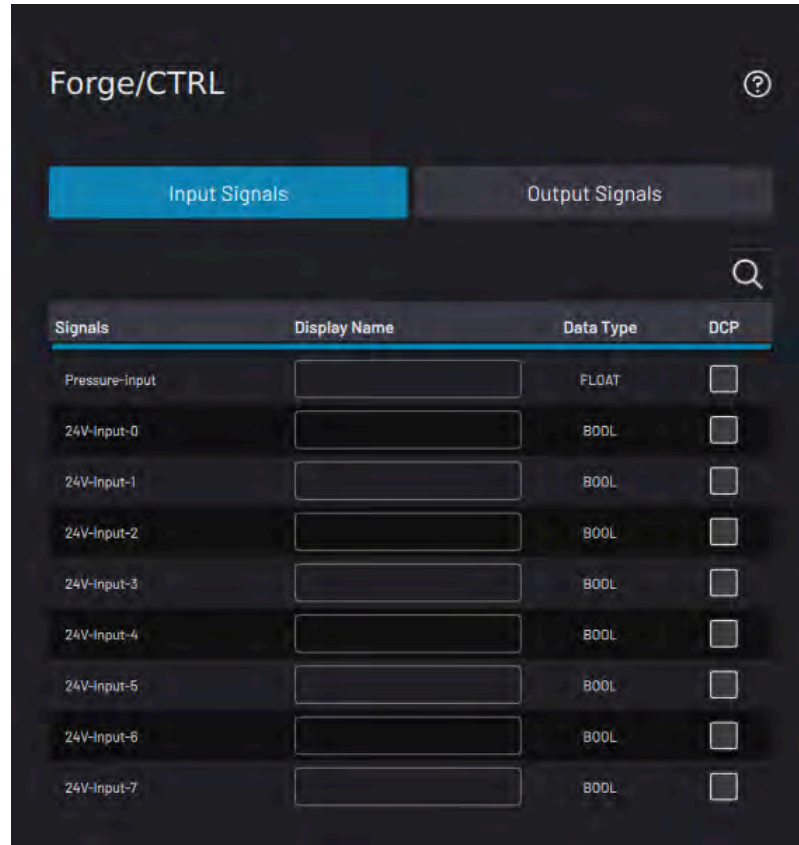 Forge/CTRL
Input Signals Output Signals
Signals Display Name Data Type DCP
Pressure-input FLOAT
24V-Input-0 BOOL
24V-Input-1 BOOL
24V-Input-2 BOOL
24V-Input-3 BOOL
24V-Input-4 BOOL
24V-Input-5 BOOL
24V-Input-6 BOOL
24V-Input-7 BOOL